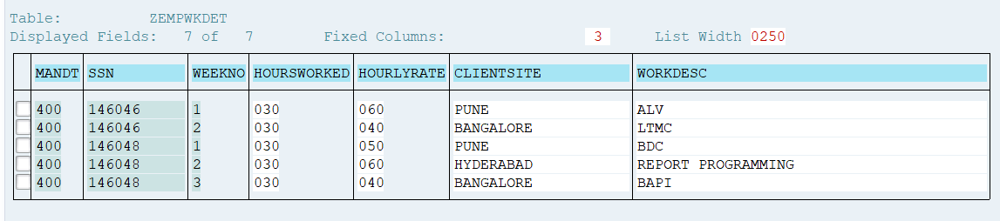 Table: ZEMPWKDET
Displayed Fields: 7 of 7 Fixed Columns: 3 List Width 0250
MANDT SSN WEEKNO HOURSWORKED HOURLYRATE CLIENTSITE WORKDESC
400 146046 1 030 060 PUNE ALV
400 146046 2 030 040 BANGALORE LTMC
400 146048 1 030 050 PUNE BDC
400 146048 2 030 060 HYDERABAD REPORT PROGRAMMING
400 146048 3 030 040 BANGALORE BAPI